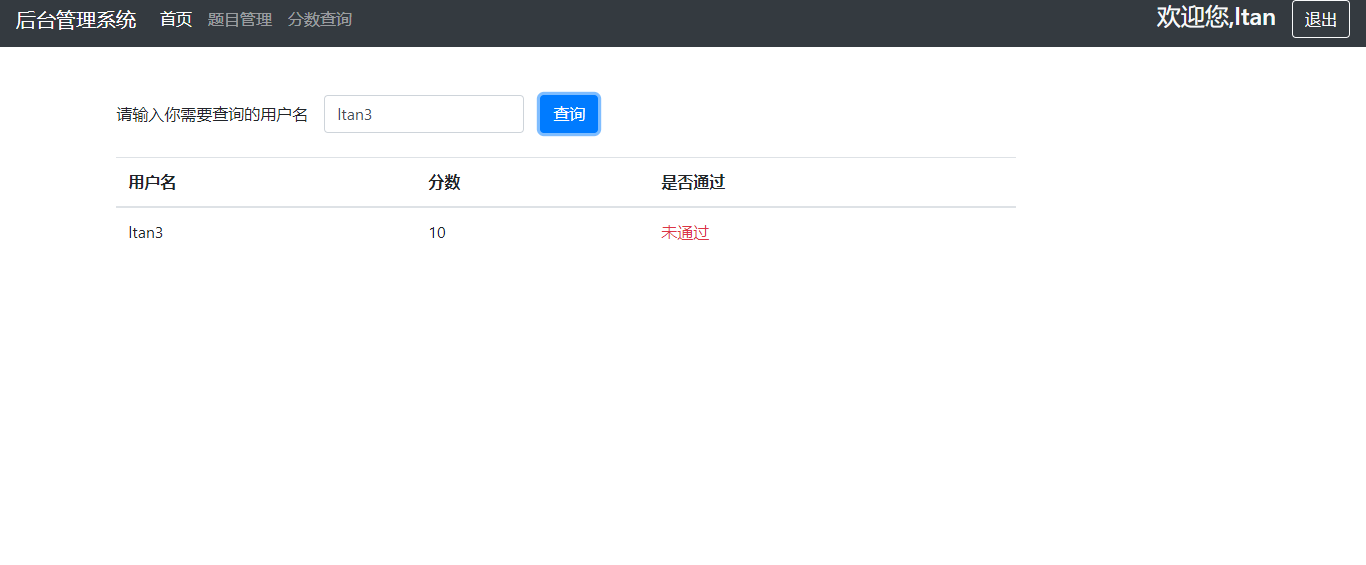 后台管理系统 首页 题目管理 分数查询 欢迎您,ltan 退出
请输入你需要查询的用户名 ltan3 查询
用户名 分数 是否通过
ltan3 10 未通过